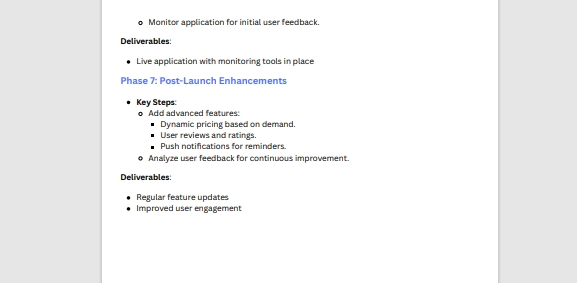 Monitor application for initial user feedback.
Deliverables:
Live application with monitoring tools in place
Phase 7: Post-Launch Enhancements
Key Steps:
Add advanced features:
Dynamic pricing based on demand.
User reviews and ratings.
Push notifications for reminders.
Analyze user feedback for continuous improvement.
Deliverables:
Regular feature updates
Improved user engagement